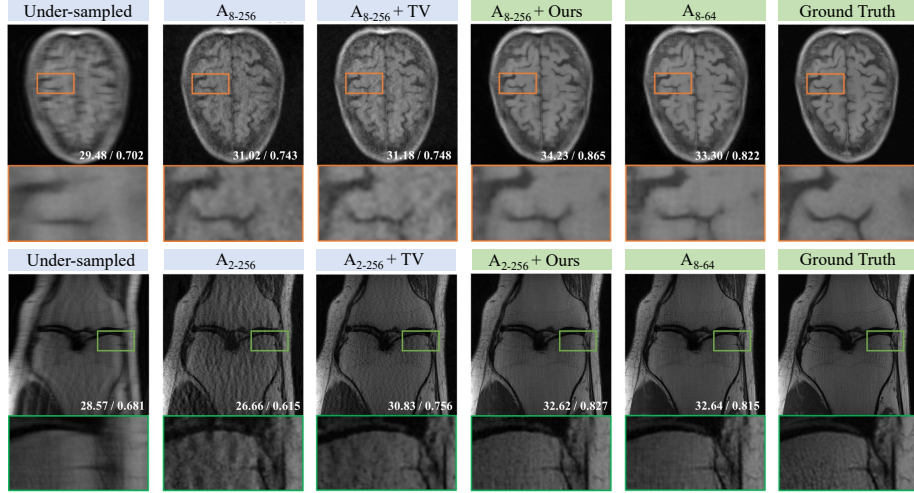 Under-sampled A₈₋₂₅₆ A₈₋₂₅₆ + TV A₈₋₂₅₆ + Ours A₈₋₆₄ Ground Truth
29.48 / 0.702 31.02 / 0.743 31.18 / 0.748 34.23 / 0.865 33.30 / 0.822
Under-sampled A₂₋₂₅₆ A₂₋₂₅₆ + TV A₂₋₂₅₆ + Ours A₈₋₆₄ Ground Truth
28.57 / 0.681 26.66 / 0.615 30.83 / 0.756 32.62 / 0.827 32.64 / 0.815